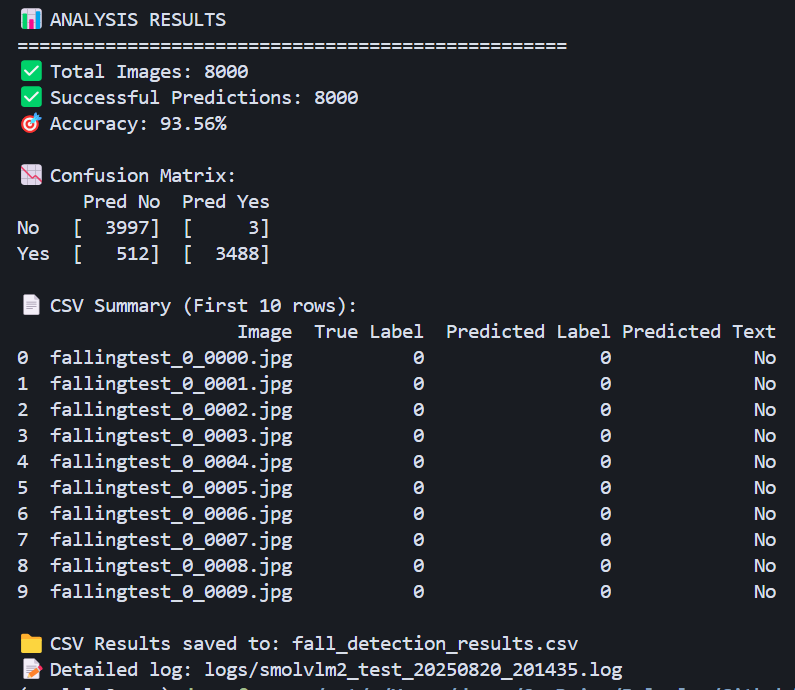 📊 ANALYSIS RESULTS
==================================================
✅ Total Images: 8000
✅ Successful Predictions: 8000
🎯 Accuracy: 93.56%
📉 Confusion Matrix:
      Pred No  Pred Yes
No   [  3997] [     3]
Yes  [   512] [  3488]
📄 CSV Summary (First 10 rows):
                    Image  True Label  Predicted Label Predicted Text
0  fallingtest_0_0000.jpg           0                0             No
1  fallingtest_0_0001.jpg           0                0             No
2  fallingtest_0_0002.jpg           0                0             No
3  fallingtest_0_0003.jpg           0                0             No
4  fallingtest_0_0004.jpg           0                0             No
5  fallingtest_0_0005.jpg           0                0             No
6  fallingtest_0_0006.jpg           0                0             No
7  fallingtest_0_0007.jpg           0                0             No
8  fallingtest_0_0008.jpg           0                0             No
9  fallingtest_0_0009.jpg           0                0             No
📁 CSV Results saved to: fall_detection_results.csv
📝 Detailed log: logs/smolvlm2_test_20250820_201435.log